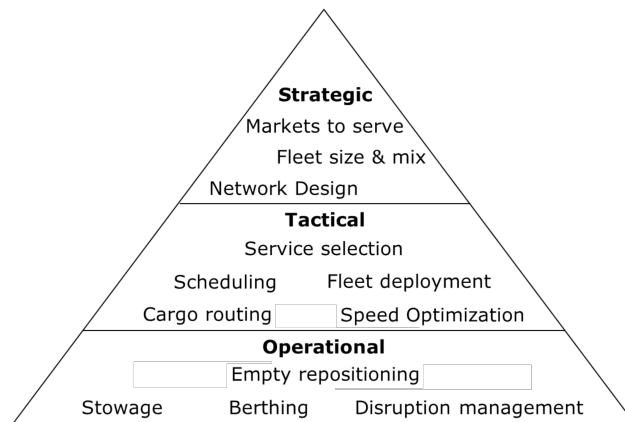 Strategic
Markets to serve
Fleet size & mix
Network Design
Tactical
Service selection
Scheduling Fleet deployment
Cargo routing Speed Optimization
Operational
Empty repositioning
Stowage Berthing Disruption management